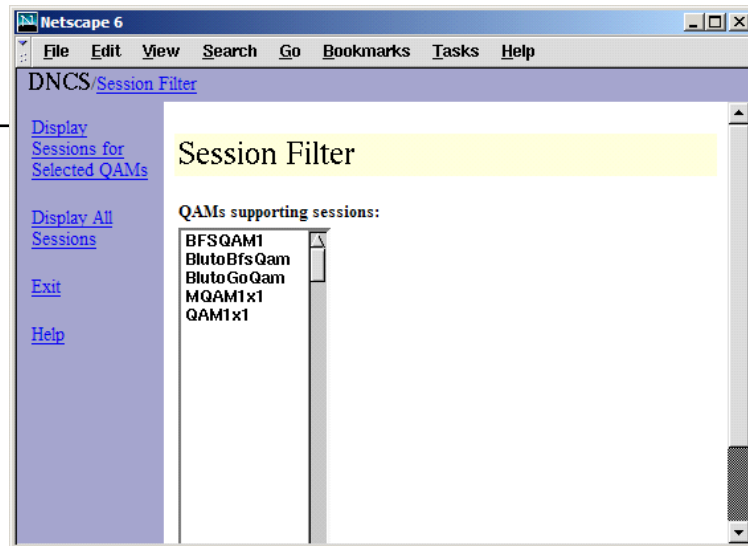 Netscape 6
File Edit View Search Go Bookmarks Tasks Help
DNCS/Session Filter
Display
Sessions for
Selected QAMs
Display All
Sessions
Exit
Help
Session Filter
QAMs supporting sessions:
BFSQAM1
BlutoBfsQam
BlutoGoQam
MQAM1x1
QAM1x1